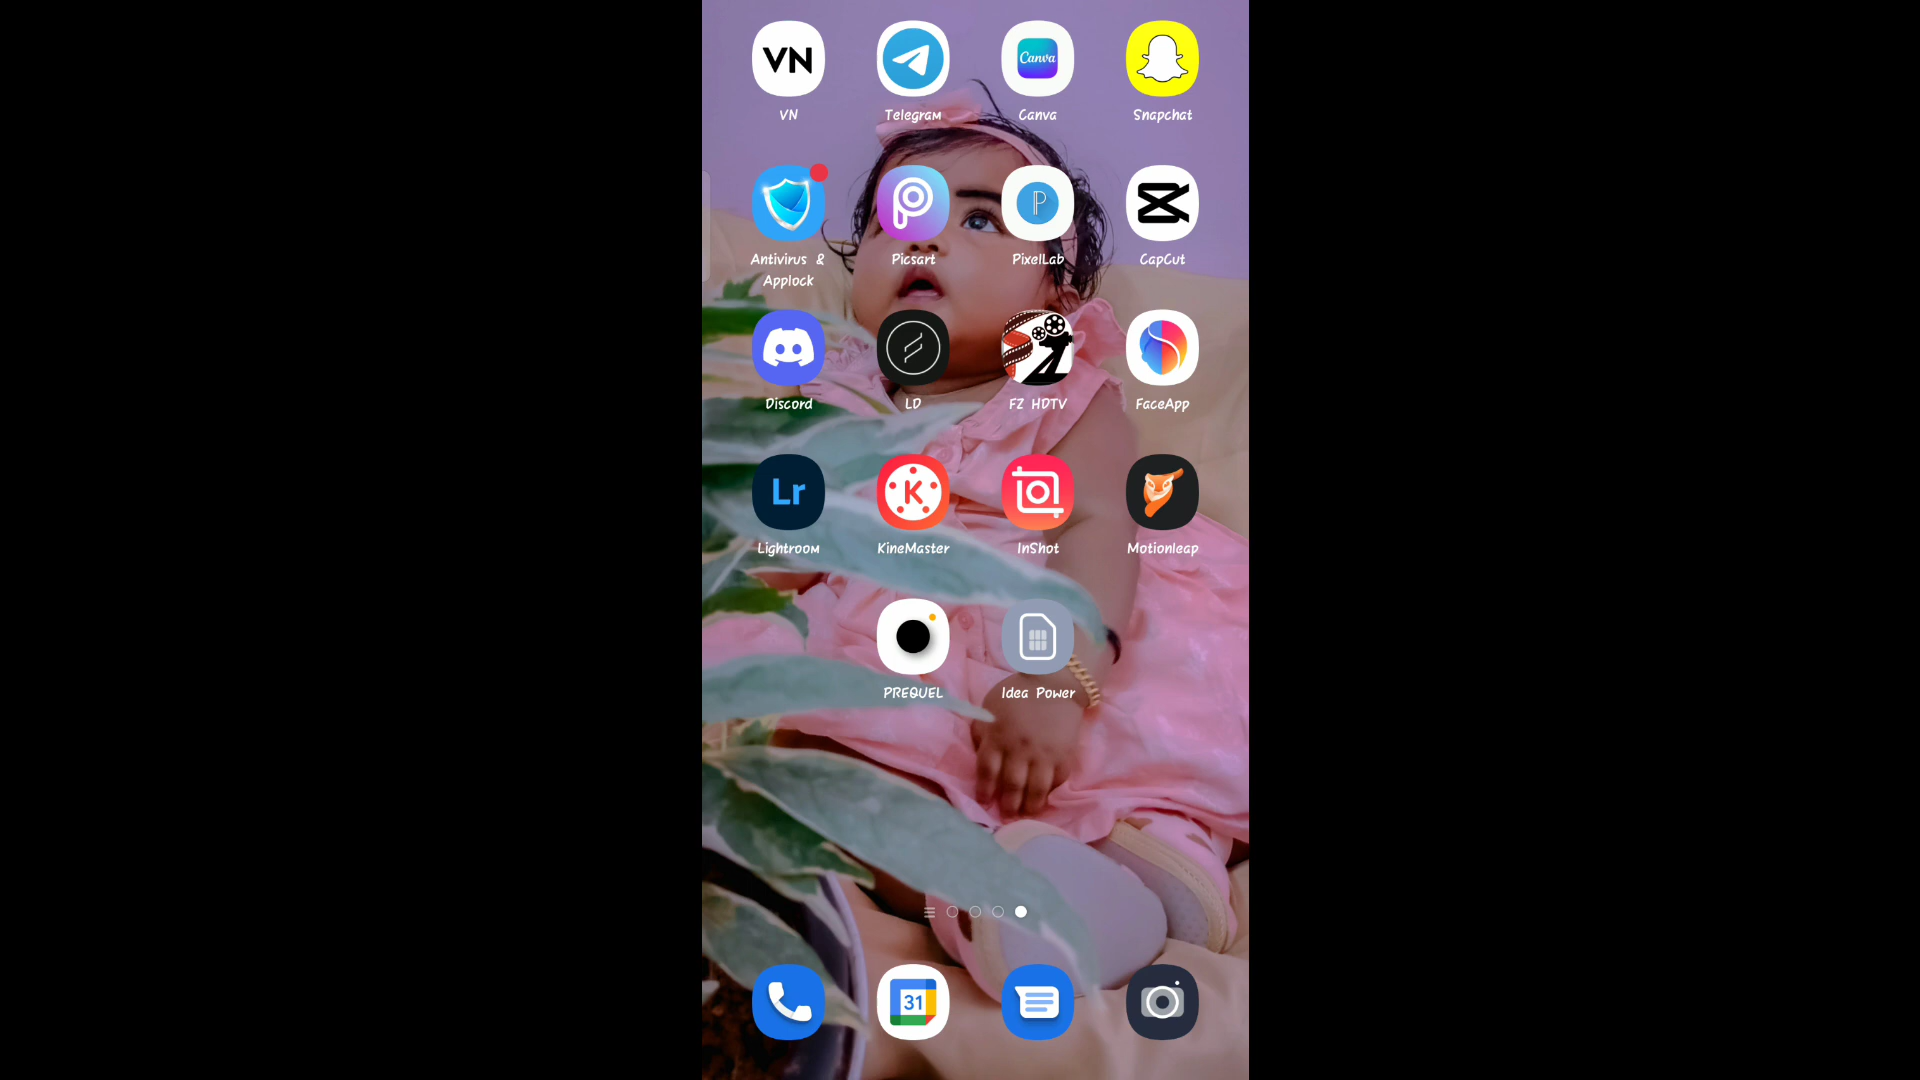 VN
Canva
VN Telegram Canva Snapchat
P
Antivirus & Picsart PixelLab CapCut
Applock
Discord LD FZ HDTV FaceApp
Lr K
Lightroom KineMaster InShot Motionleap
PREQUEL Idea Power
31